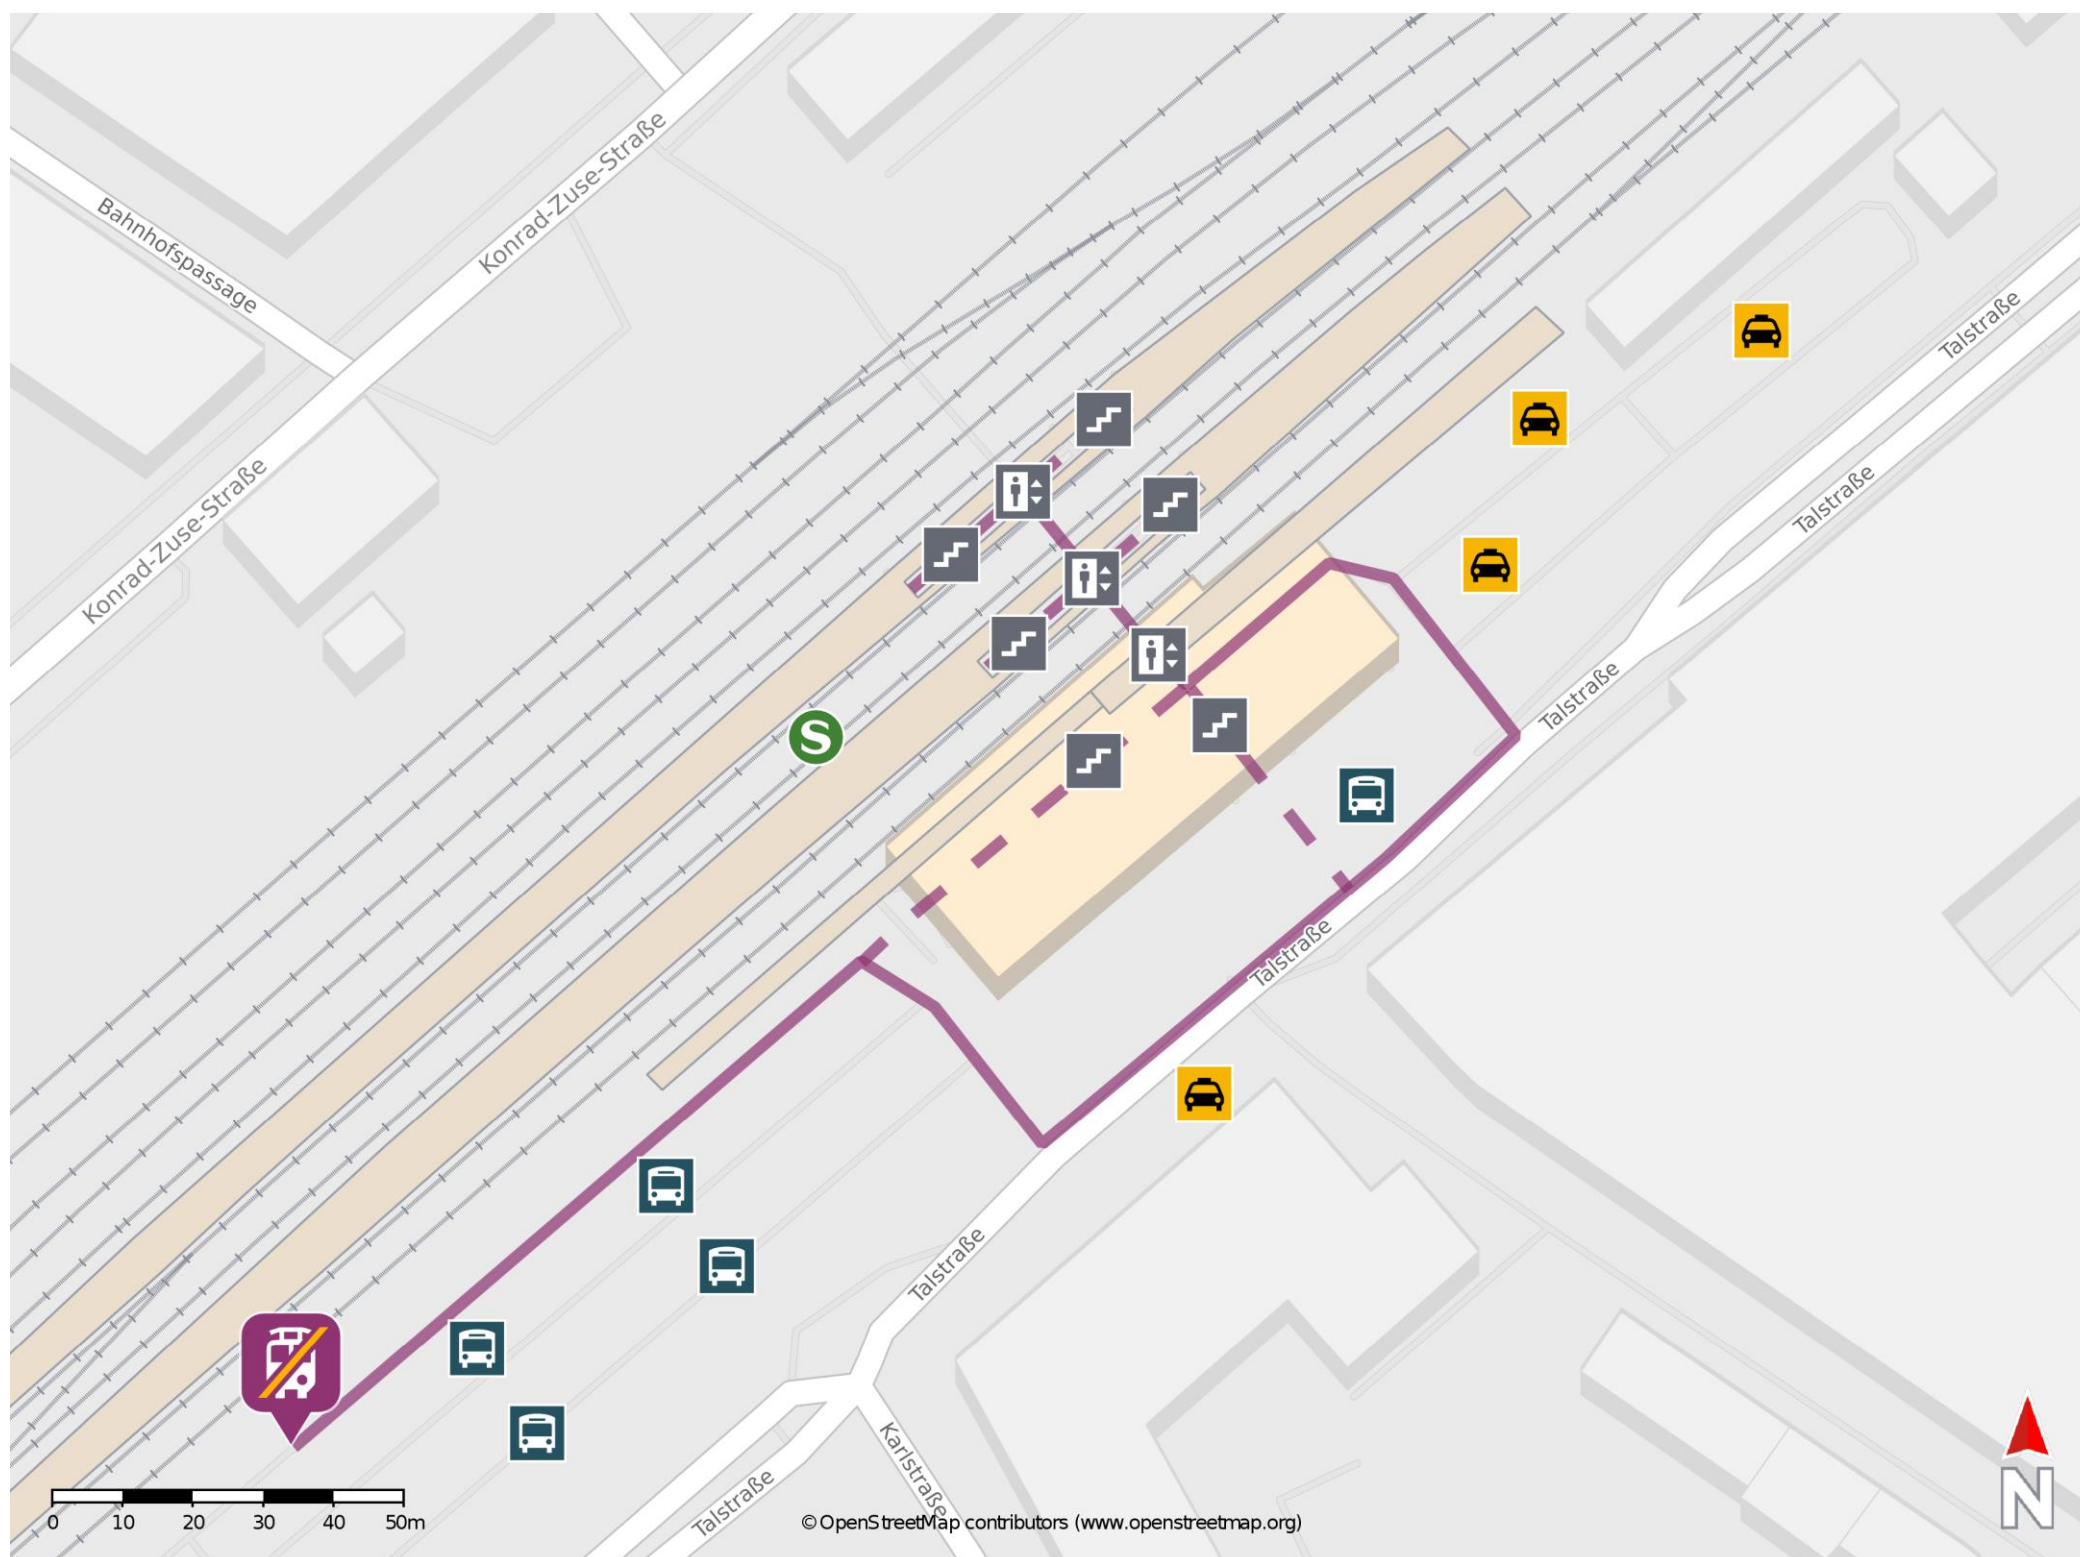 Konrad-Zuse-Straße
Bahnhofspassage
Talstraße
Konrad-Zuse-Straße
Talstraße
Talstraße
S
Talstraße
Talstraße
Karlstraße
Talstraße
N
0 10 20 30 40 50m
© OpenStreetMap contributors (www.openstreetmap.org)